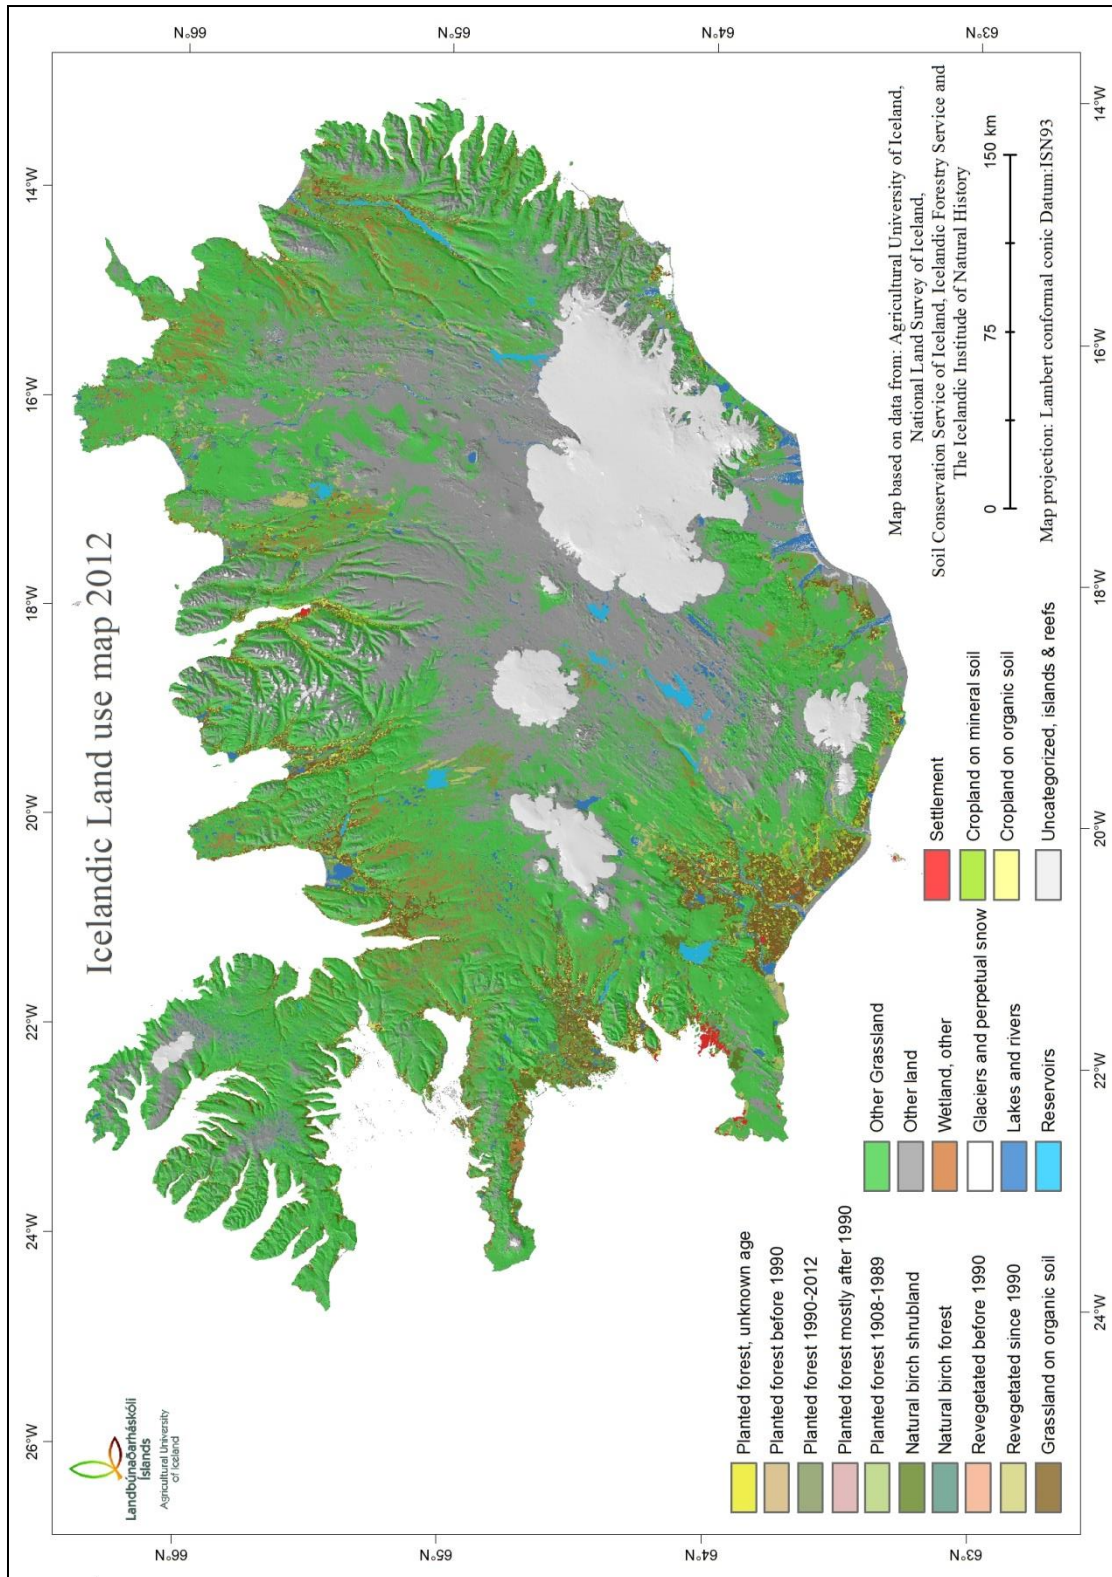 Icelandic Land use map 2012
Landbúnaðarháskóli
Íslands
Agricultural University
of Iceland
26°W
24°W
22°W
20°W
18°W
16°W
14°W
66°N
65°N
64°N
63°N
66°N
65°N
64°N
63°N
24°W
22°W
20°W
18°W
16°W
14°W
Planted forest, unknown age
Planted forest before 1990
Planted forest 1990-2012
Planted forest mostly after 1990
Planted forest 1908-1989
Natural birch shrubland
Natural birch forest
Revegetated before 1990
Revegetated since 1990
Grassland on organic soil
Other Grassland
Other land
Wetland, other
Glaciers and perpetual snow
Lakes and rivers
Reservoirs
Settlement
Cropland on mineral soil
Cropland on organic soil
Uncategorized, islands & reefs
Map based on data from: Agricultural University of Iceland,
National Land Survey of Iceland,
Soil Conservation Service of Iceland, Icelandic Forestry Service and
The Icelandic Institute of Natural History
0 75 150 km
Map projection: Lambert conformal conic Datum:ISN93